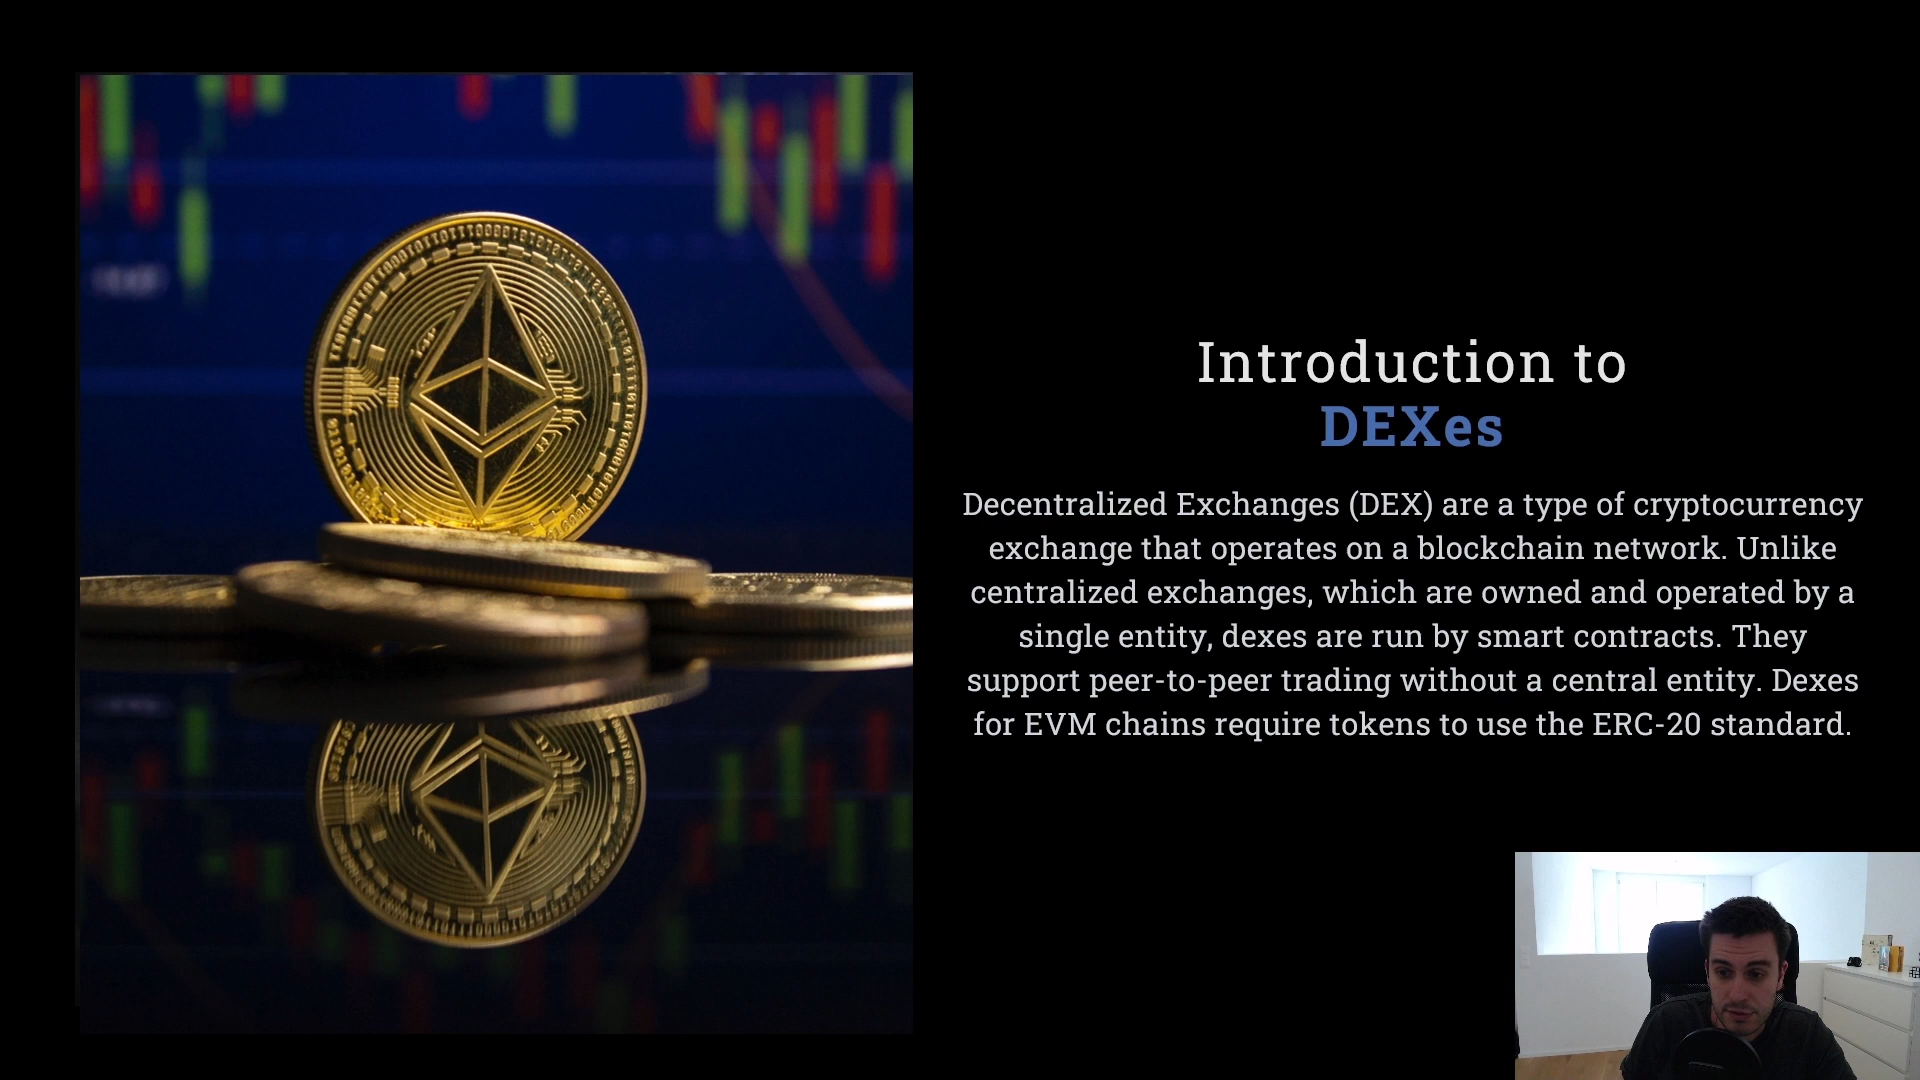 Introduction to
DEXes
Decentralized Exchanges (DEX) are a type of cryptocurrency
exchange that operates on a blockchain network. Unlike
centralized exchanges, which are owned and operated by a
single entity, dexes are run by smart contracts. They
support peer-to-peer trading without a central entity. Dexes
for EVM chains require tokens to use the ERC-20 standard.